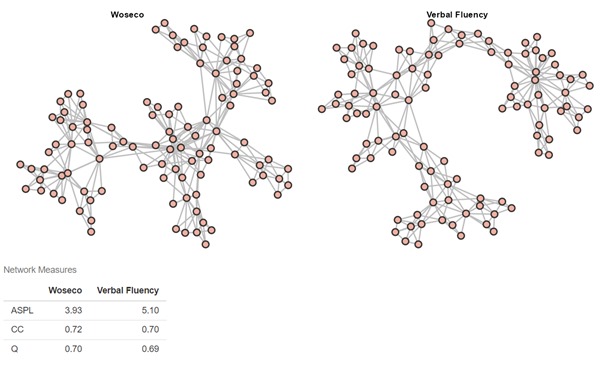 Woseco Verbal Fluency
Network Measures
Woseco Verbal Fluency
ASPL 3.93 5.10
CC 0.72 0.70
Q 0.70 0.69